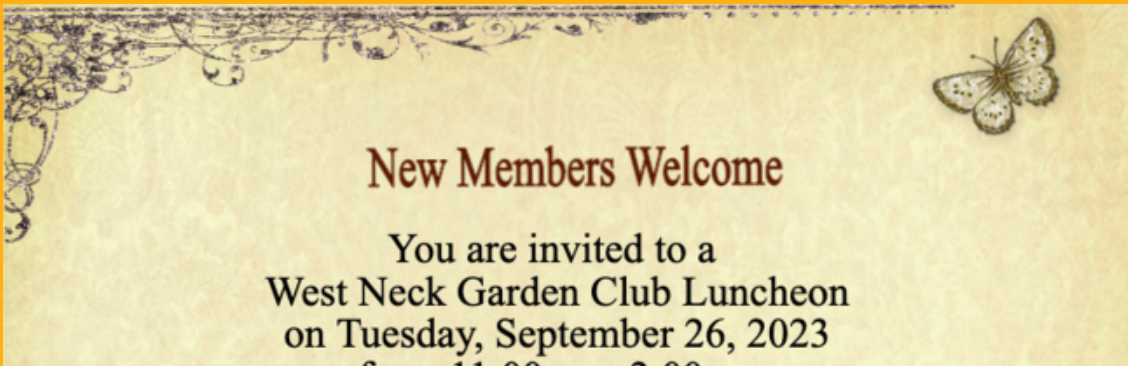 New Members Welcome
You are invited to a
West Neck Garden Club Luncheon
on Tuesday, September 26, 2023